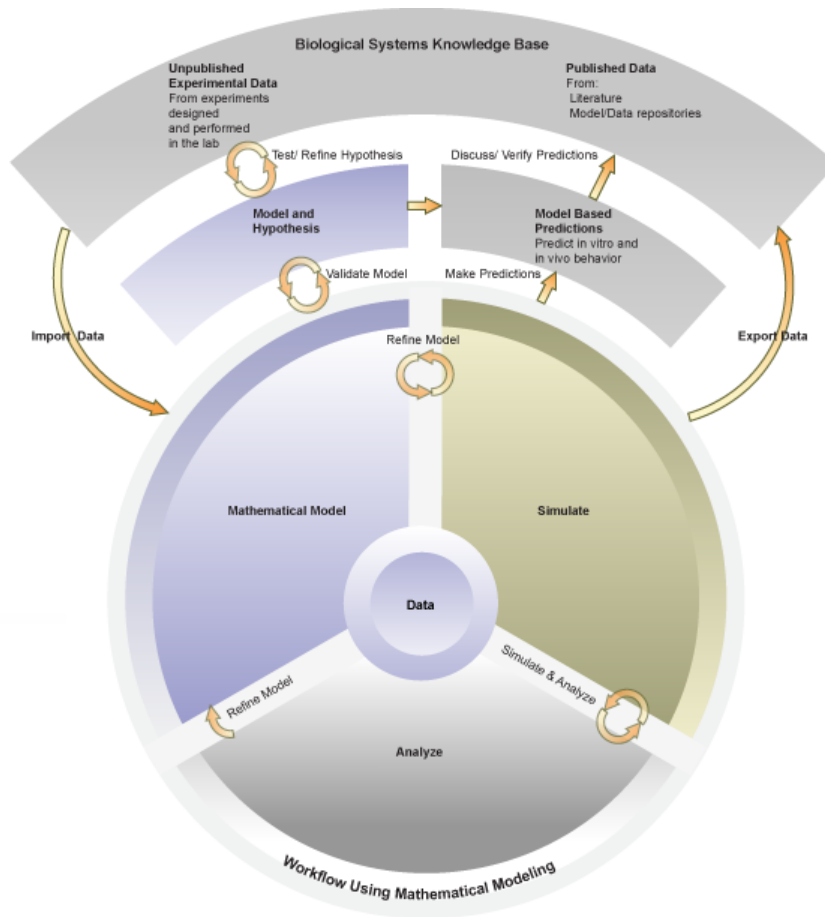 Biological Systems Knowledge Base
Unpublished
Experimental Data
From experiments
designed
and performed
in the lab
Published Data
From:
Literature
Model/Data repositories
Test/ Refine Hypothesis
Discuss/ Verify Predictions
Model and
Hypothesis
Model Based
Predictions
Predict in vitro and
in vivo behavior
Validate Model
Make Predictions
Import Data
Refine Model
Export Data
Mathematical Model
Simulate
Data
Refine Model
Simulate & Analyze
Analyze
Workflow Using Mathematical Modeling